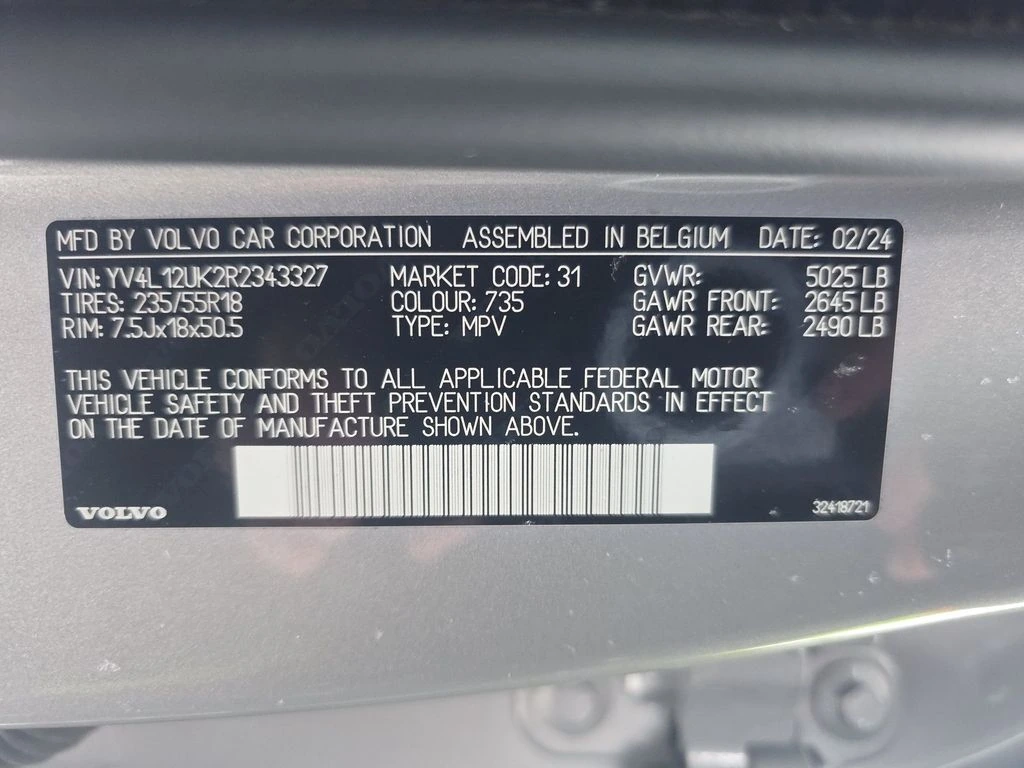 MFD BY VOLVO CAR CORPORATION ASSEMBLED IN BELGIUM DATE: 02/24
VIN: YV4L12UK2R2343327 MARKET CODE: 31 GVWR: 5025 LB
TIRES: 235/55R18 COLOUR: 735 GAWR FRONT: 2645 LB
RIM: 7.5Jx18x50.5 TYPE: MPV GAWR REAR: 2490 LB
THIS VEHICLE CONFORMS TO ALL APPLICABLE FEDERAL MOTOR
VEHICLE SAFETY AND THEFT PREVENTION STANDARDS IN EFFECT
ON THE DATE OF MANUFACTURE SHOWN ABOVE.
VOLVO 32418721